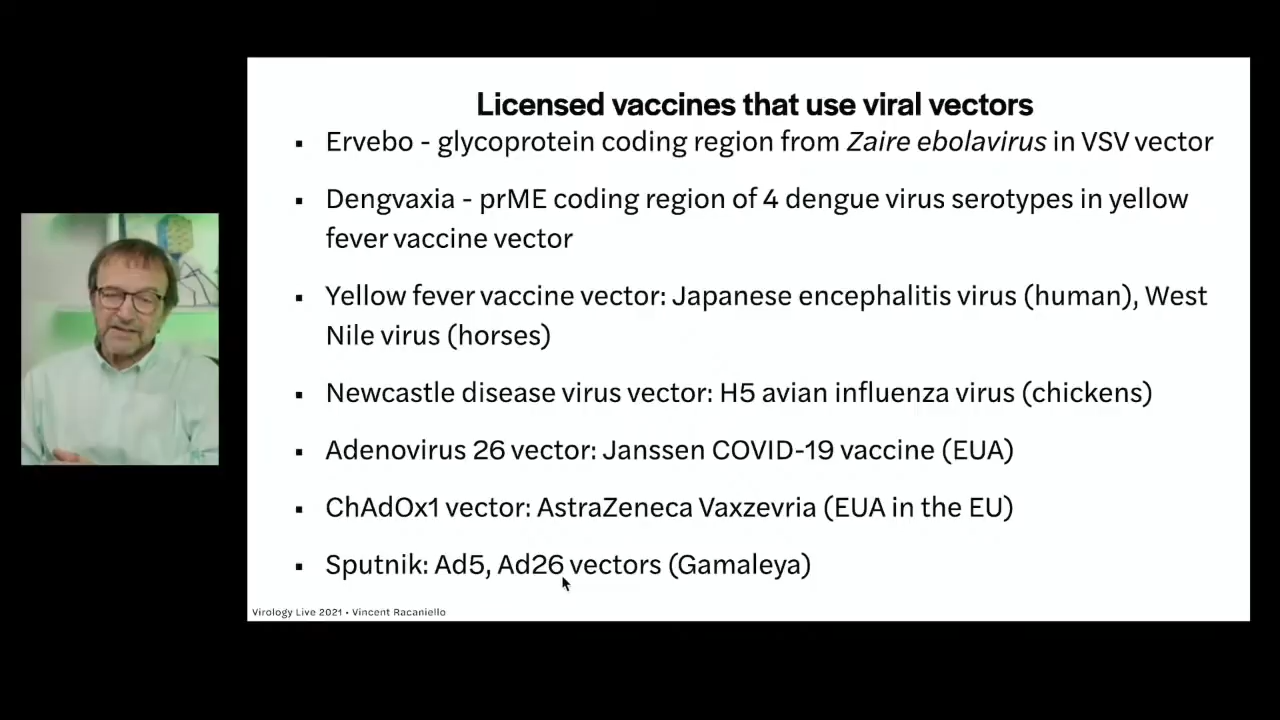 Licensed vaccines that use viral vectors
▪ Ervebo - glycoprotein coding region from Zaire ebolavirus in VSV vector
▪ Dengvaxia - prME coding region of 4 dengue virus serotypes in yellow
fever vaccine vector
▪ Yellow fever vaccine vector: Japanese encephalitis virus (human), West
Nile virus (horses)
▪ Newcastle disease virus vector: H5 avian influenza virus (chickens)
▪ Adenovirus 26 vector: Janssen COVID-19 vaccine (EUA)
▪ ChAdOx1 vector: AstraZeneca Vaxzevria (EUA in the EU)
▪ Sputnik: Ad5, Ad26 vectors (Gamaleya)
Virology Live 2021 • Vincent Racaniello